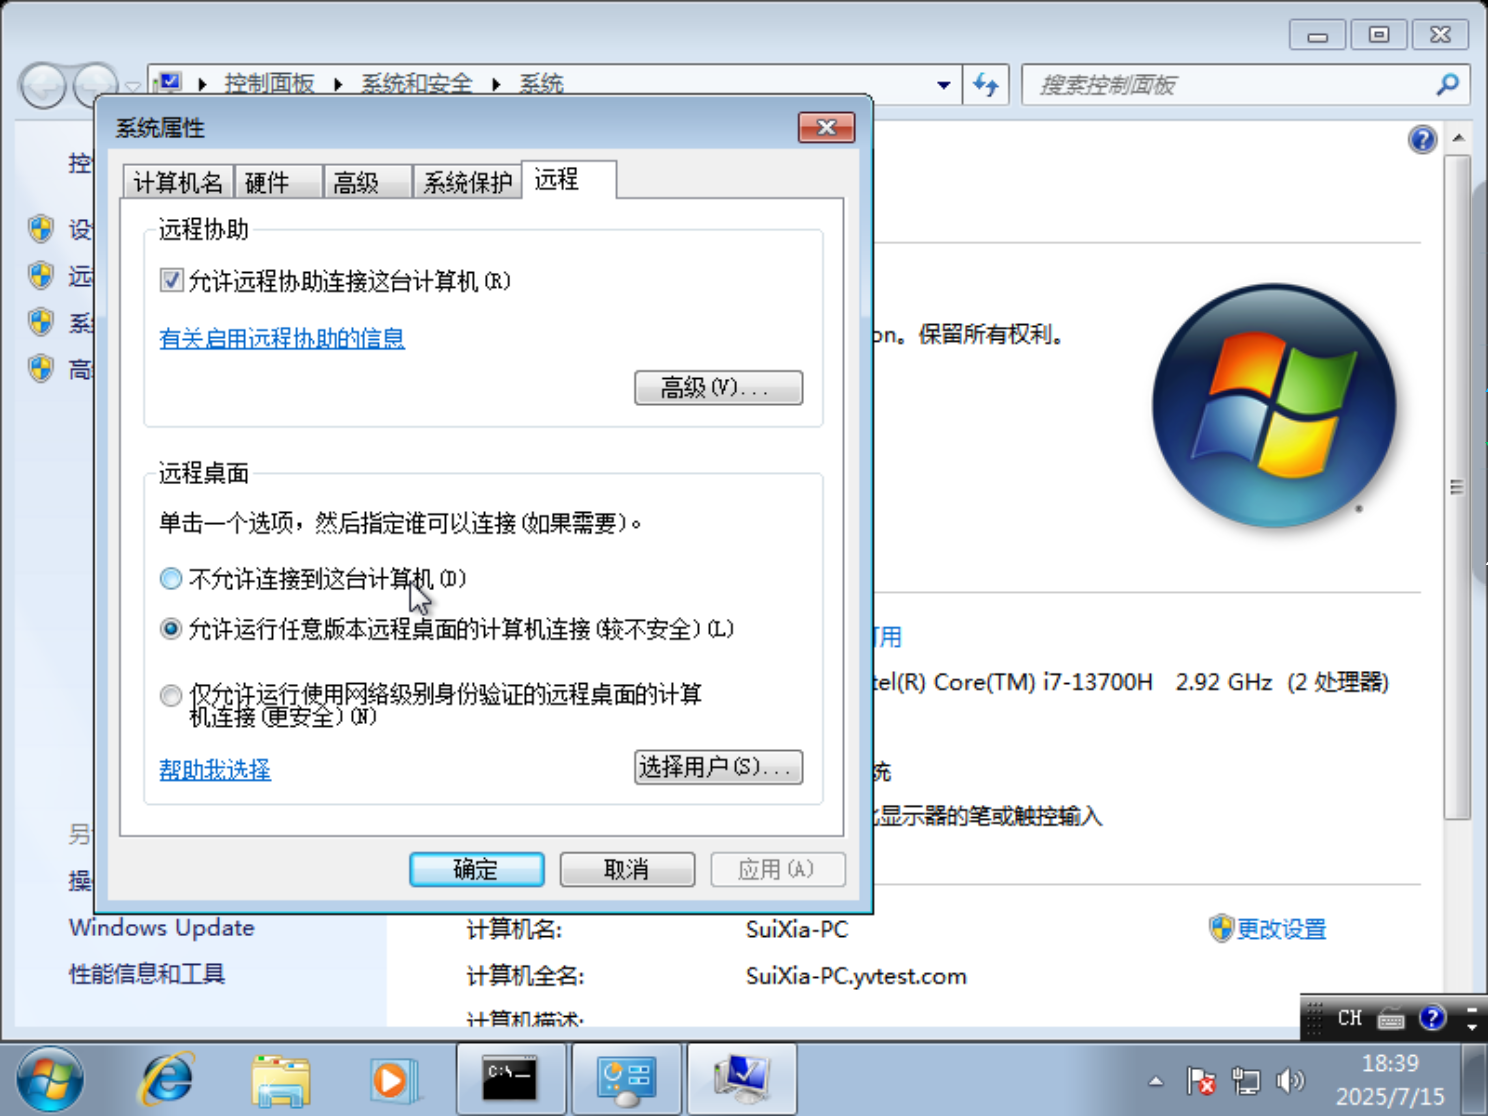 控制面板 系统和安全 系统
搜索控制面板
系统属性
计算机名 硬件 高级 系统保护 远程
远程协助
允许远程协助连接这台计算机(R)
有关启用远程协助的信息
高级(V)...
远程桌面
单击一个选项，然后指定谁可以连接(如果需要)。
不允许连接到这台计算机(D)
允许运行任意版本远程桌面的计算机连接(较不安全)(L)
仅允许运行使用网络级别身份验证的远程桌面的计算
机连接(更安全)(N)
帮助我选择
选择用户(S)...
确定 取消 应用(A)
控
设
远
系
高
on。保留所有权利。
可用
tel(R) Core(TM) i7-13700H 2.92 GHz (2 处理器)
统
显示器的笔或触控输入
另
操
Windows Update
性能信息和工具
计算机名: SuiXia-PC
更改设置
计算机全名: SuiXia-PC.yvtest.com
计算机描述:
CH
C:\
18:39
2025/7/15